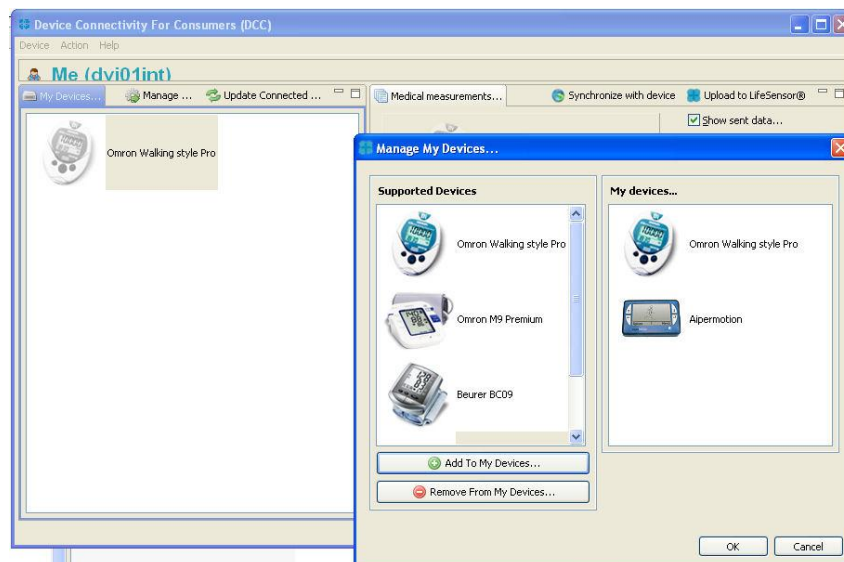 Device Connectivity For Consumers (DCC)
Device Action Help
Me (dvi01int)
My Devices... Manage ... Update Connected ...
Medical measurements... Synchronize with device Upload to LifeSensor®
Show sent data...
Omron Walking style Pro
Manage My Devices...
Supported Devices
Omron Walking style Pro
Omron M9 Premium
Beurer BC09
Add To My Devices...
Remove From My Devices...
My devices...
Omron Walking style Pro
Aipermotion
OK Cancel